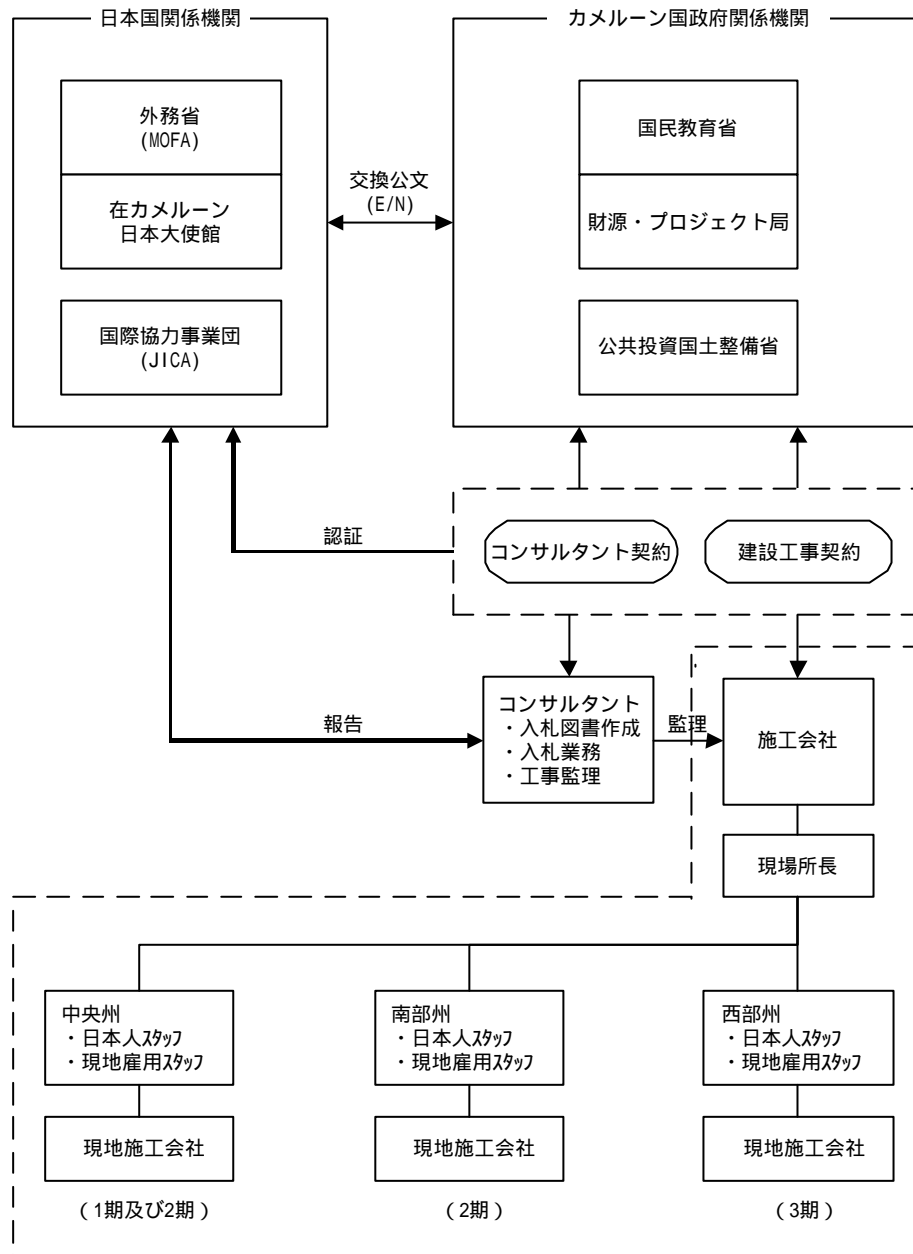 日本国関係機関
カメルーン国政府関係機関
外務省
(MOFA)
在カメルーン
日本大使館
国際協力事業団
(JICA)
交換公文
(E/N)
国民教育省
財源・プロジェクト局
公共投資国土整備省
認証
コンサルタント契約
建設工事契約
報告
コンサルタント
・入札図書作成
・入札業務
・工事監理
監理
施工会社
現場所長
中央州
・日本人スタッフ
・現地雇用スタッフ
南部州
・日本人スタッフ
・現地雇用スタッフ
西部州
・日本人スタッフ
・現地雇用スタッフ
現地施工会社
現地施工会社
現地施工会社
（1期及び2期）
（2期）
（3期）